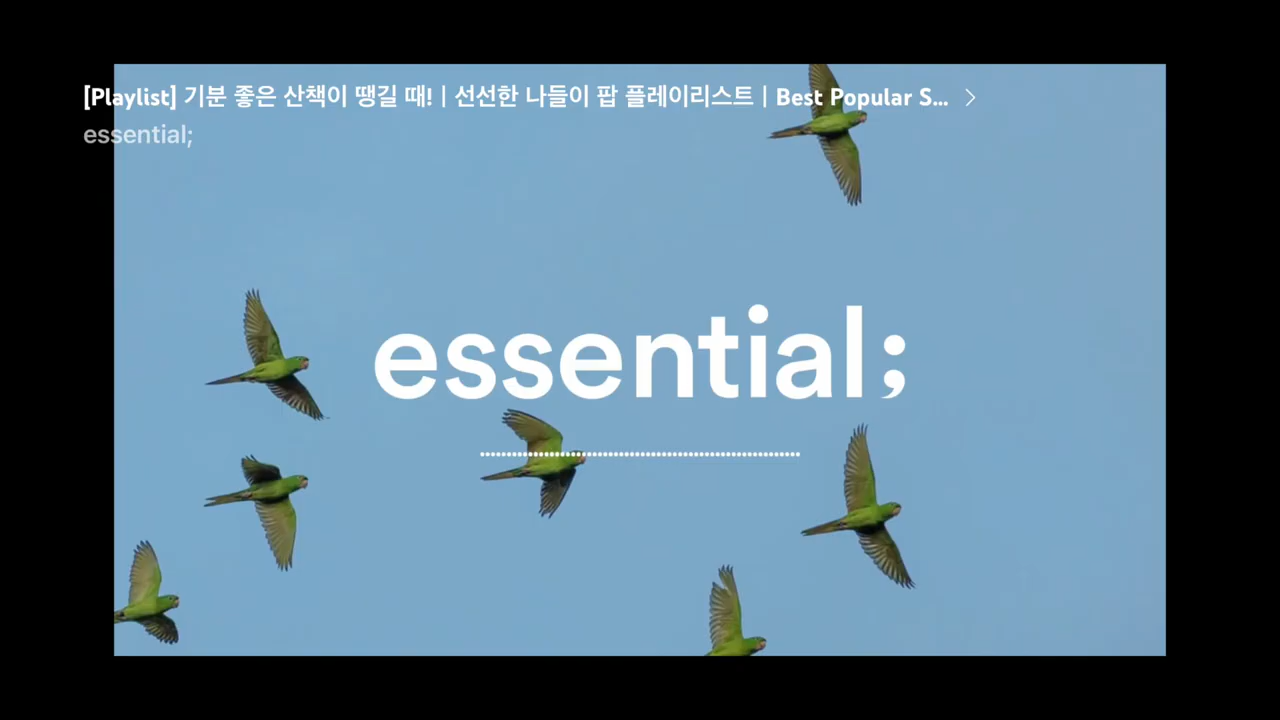 [Playlist] 기분 좋은 산책이 땡길 때! | 선선한 나들이 팝 플레이리스트 | Best Popular S...
essential;
essential;